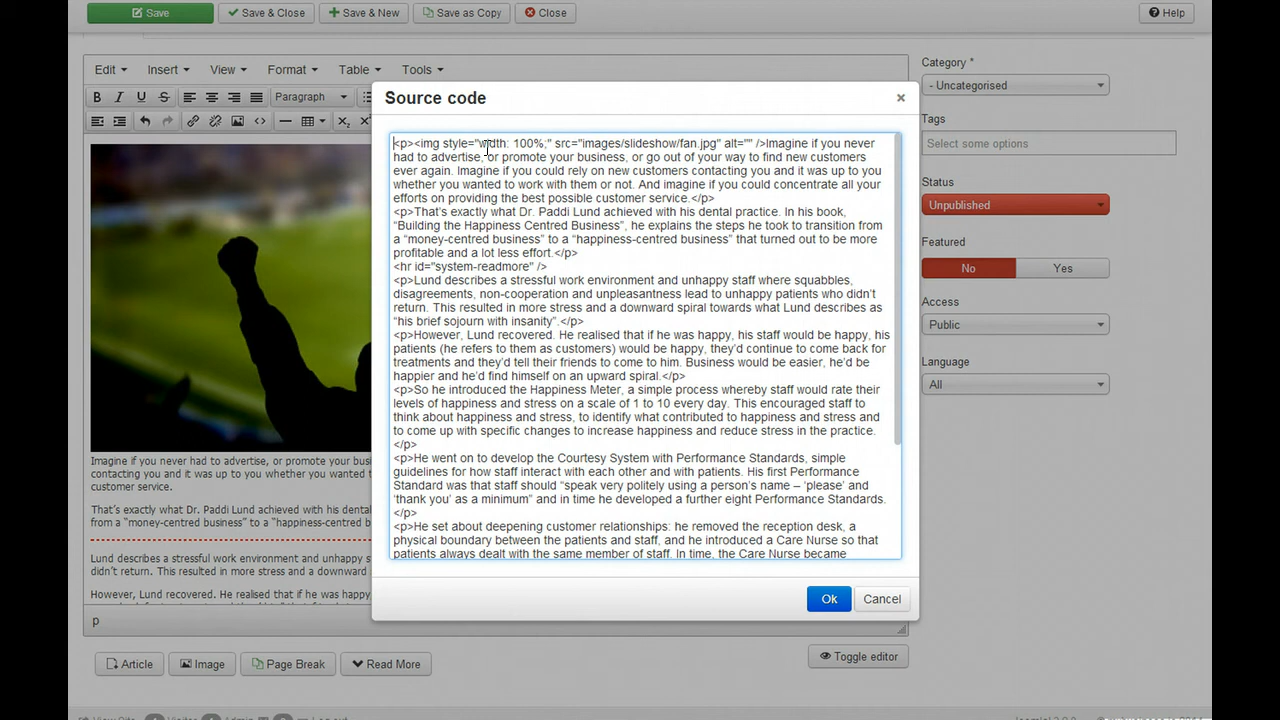 Save
Save & Close
Save & New
Save as Copy
Close
Help
Edit
Insert
View
Format
Table
Tools
Paragraph
Source code
×
<p><img style="width: 100%;" src="images/slideshow/fan.jpg" alt="" />Imagine if you never
had to advertise, or promote your business, or go out of your way to find new customers
ever again. Imagine if you could rely on new customers contacting you and it was up to you
whether you wanted to work with them or not. And imagine if you could concentrate all your
efforts on providing the best possible customer service.</p>
<p>That’s exactly what Dr. Paddi Lund achieved with his dental practice. In his book,
“Building the Happiness Centred Business”, he explains the steps he took to transition from
a “money-centred business” to a “happiness-centred business” that turned out to be more
profitable and a lot less effort.</p>
<hr id="system-readmore" />
<p>Lund describes a stressful work environment and unhappy staff where squabbles,
disagreements, non-cooperation and unpleasantness lead to unhappy patients who didn’t
return. This resulted in more stress and a downward spiral towards what Lund describes as
“his brief sojourn with insanity”.</p>
<p>However, Lund recovered. He realised that if he was happy, his staff would be happy, his
patients (he refers to them as customers) would be happy, they’d continue to come back for
treatments and they’d tell their friends to come to him. Business would be easier, he’d be
happier and he’d find himself on an upward spiral.</p>
<p>So he introduced the Happiness Meter, a simple process whereby staff would rate their
levels of happiness and stress on a scale of 1 to 10 every day. This encouraged staff to
think about happiness and stress, to identify what contributed to happiness and stress and
to come up with specific changes to increase happiness and reduce stress in the practice.
</p>
<p>He went on to develop the Courtesy System with Performance Standards, simple
guidelines for how staff interact with each other and with patients. His first Performance
Standard was that staff should “speak very politely using a person’s name – ‘please’ and
‘thank you’ as a minimum” and in time he developed a further eight Performance Standards.
</p>
<p>He set about deepening customer relationships: he removed the reception desk, a
physical boundary between the patients and staff, and he introduced a Care Nurse so that
patients always dealt with the same member of staff. In time, the Care Nurse became
Ok
Cancel
Imagine if you never had to advertise, or promote your busi
contacting you and it was up to you whether you wanted to
customer service.
That’s exactly what Dr. Paddi Lund achieved with his dental
from a “money-centred business” to a “happiness-centred b
Lund describes a stressful work environment and unhappy s
didn’t return. This resulted in more stress and a downward
However, Lund recovered. He realised that if he was happy
p
Article
Image
Page Break
Read More
Toggle editor
Category *
- Uncategorised
Tags
Select some options
Status
Unpublished
Featured
No
Yes
Access
Public
Language
All